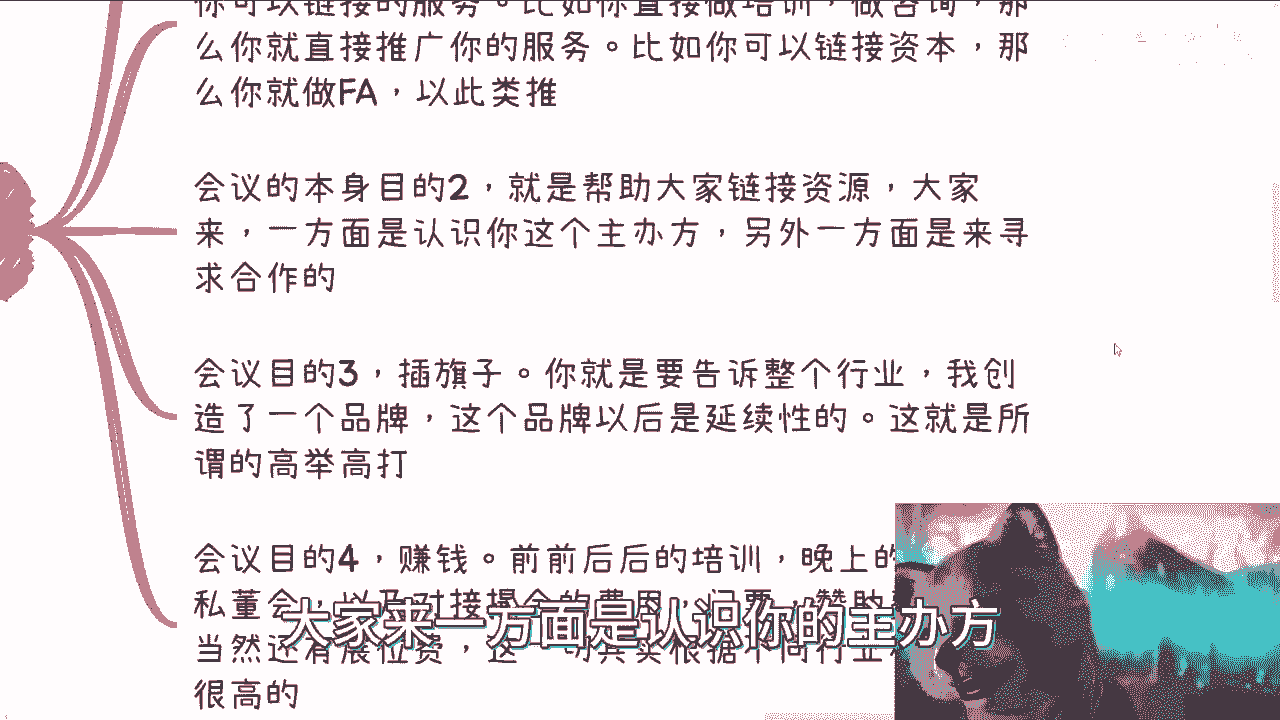 你可以链接的服务。比如你直接做培训，做咨询，那
么你就直接推广你的服务。比如你可以链接资本，那
么你就做FA，以此类推
会议的本身目的2，就是帮助大家链接资源，大家
来，一方面是认识你这个主办方，另外一方面是来寻
求合作的
会议目的3，插旗子。你就是要告诉整个行业，我创
造了一个品牌，这个品牌以后是延续性的。这就是所
谓的高举高打
会议目的4，赚钱。前前后后的培训，晚上的
私董会，以及对接撮合的费用，门票，赞助
当然还有展位费，这一切其实根据不同行业
很高的
大家来一方面是认识你的主办方